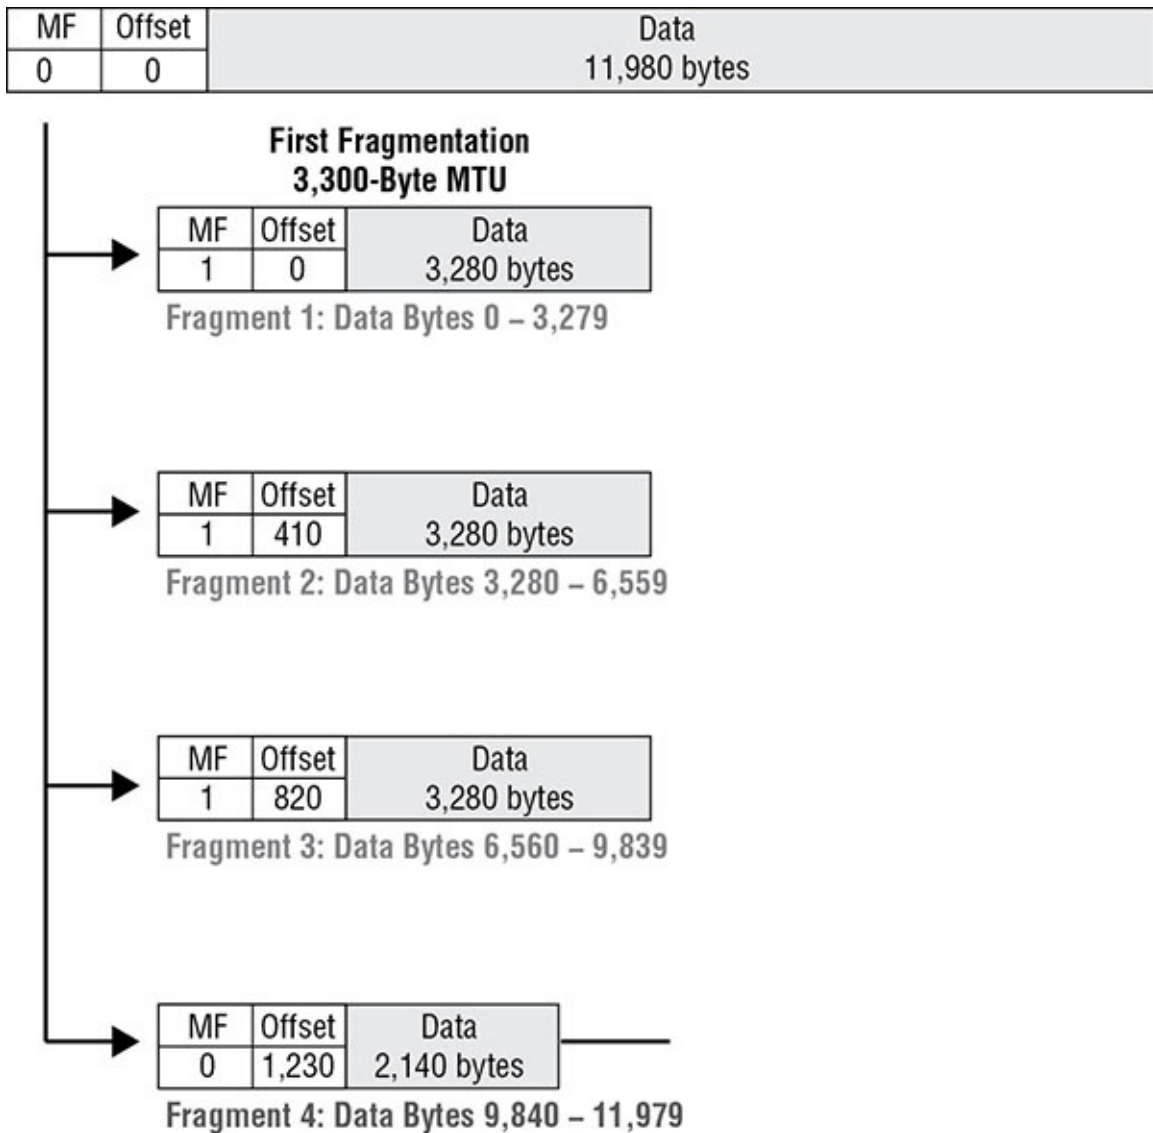 MF Offset Data
0 0 11,980 bytes
First Fragmentation
3,300-Byte MTU
MF Offset Data
1 0 3,280 bytes
Fragment 1: Data Bytes 0 – 3,279
MF Offset Data
1 410 3,280 bytes
Fragment 2: Data Bytes 3,280 – 6,559
MF Offset Data
1 820 3,280 bytes
Fragment 3: Data Bytes 6,560 – 9,839
MF Offset Data
0 1,230 2,140 bytes
Fragment 4: Data Bytes 9,840 – 11,979